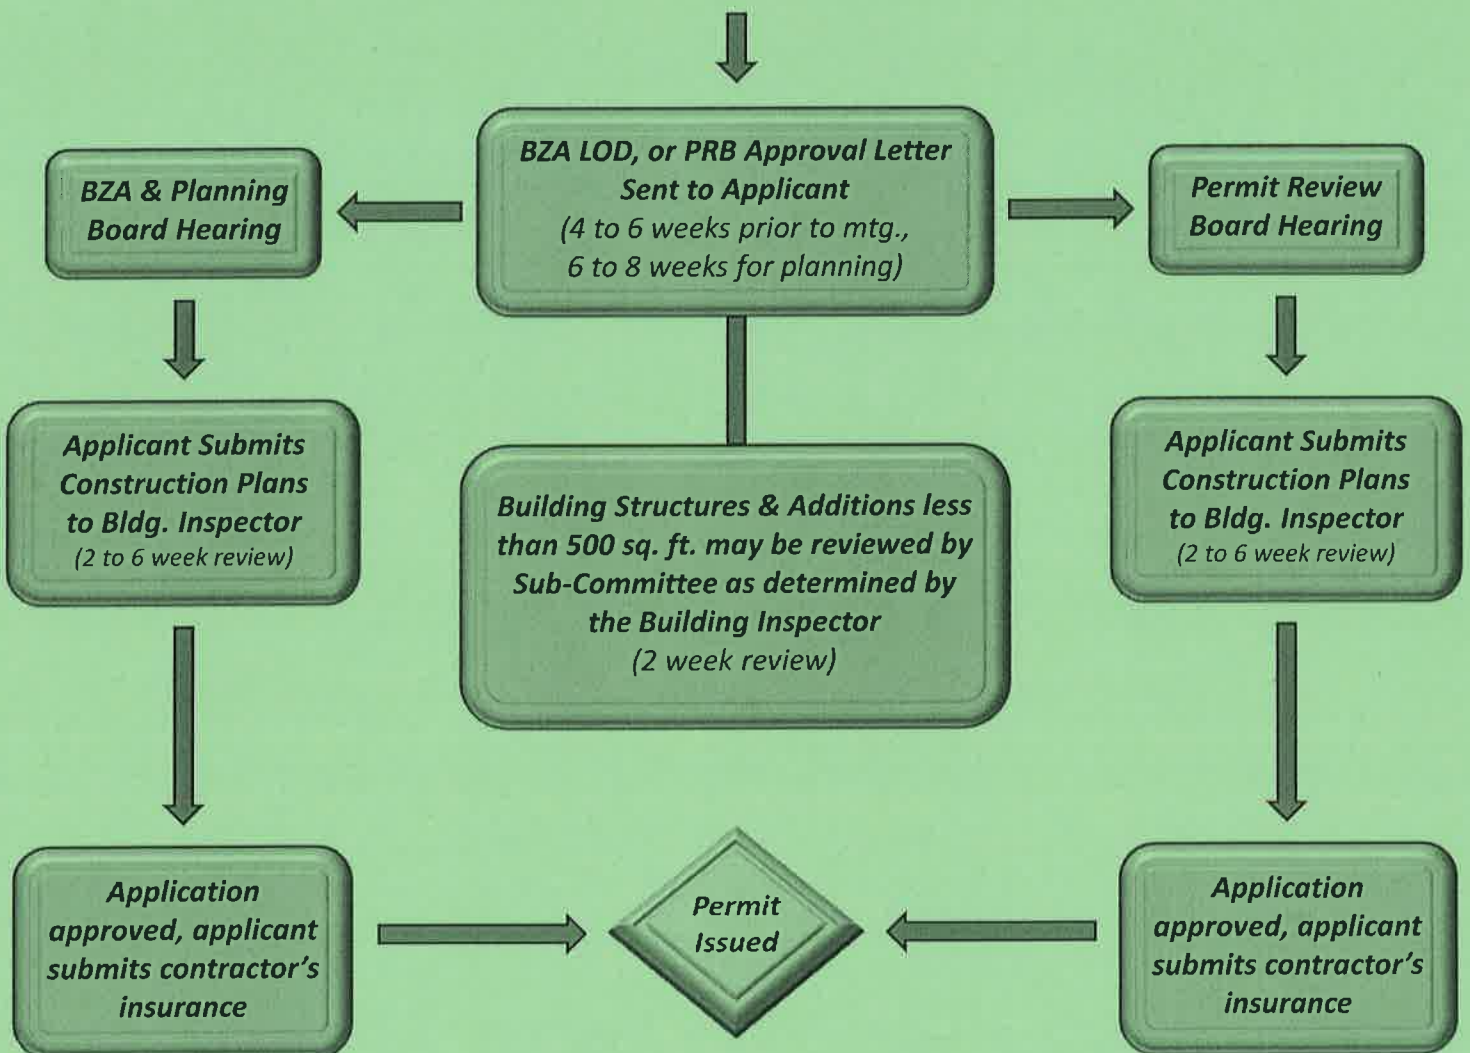 BZA LOD, or PRB Approval Letter
Sent to Applicant
(4 to 6 weeks prior to mtg.,
6 to 8 weeks for planning)
BZA & Planning
Board Hearing
Permit Review
Board Hearing
Applicant Submits
Construction Plans
to Bldg. Inspector
(2 to 6 week review)
Building Structures & Additions less
than 500 sq. ft. may be reviewed by
Sub-Committee as determined by
the Building Inspector
(2 week review)
Applicant Submits
Construction Plans
to Bldg. Inspector
(2 to 6 week review)
Application
approved, applicant
submits contractor's
insurance
Permit
Issued
Application
approved, applicant
submits contractor's
insurance